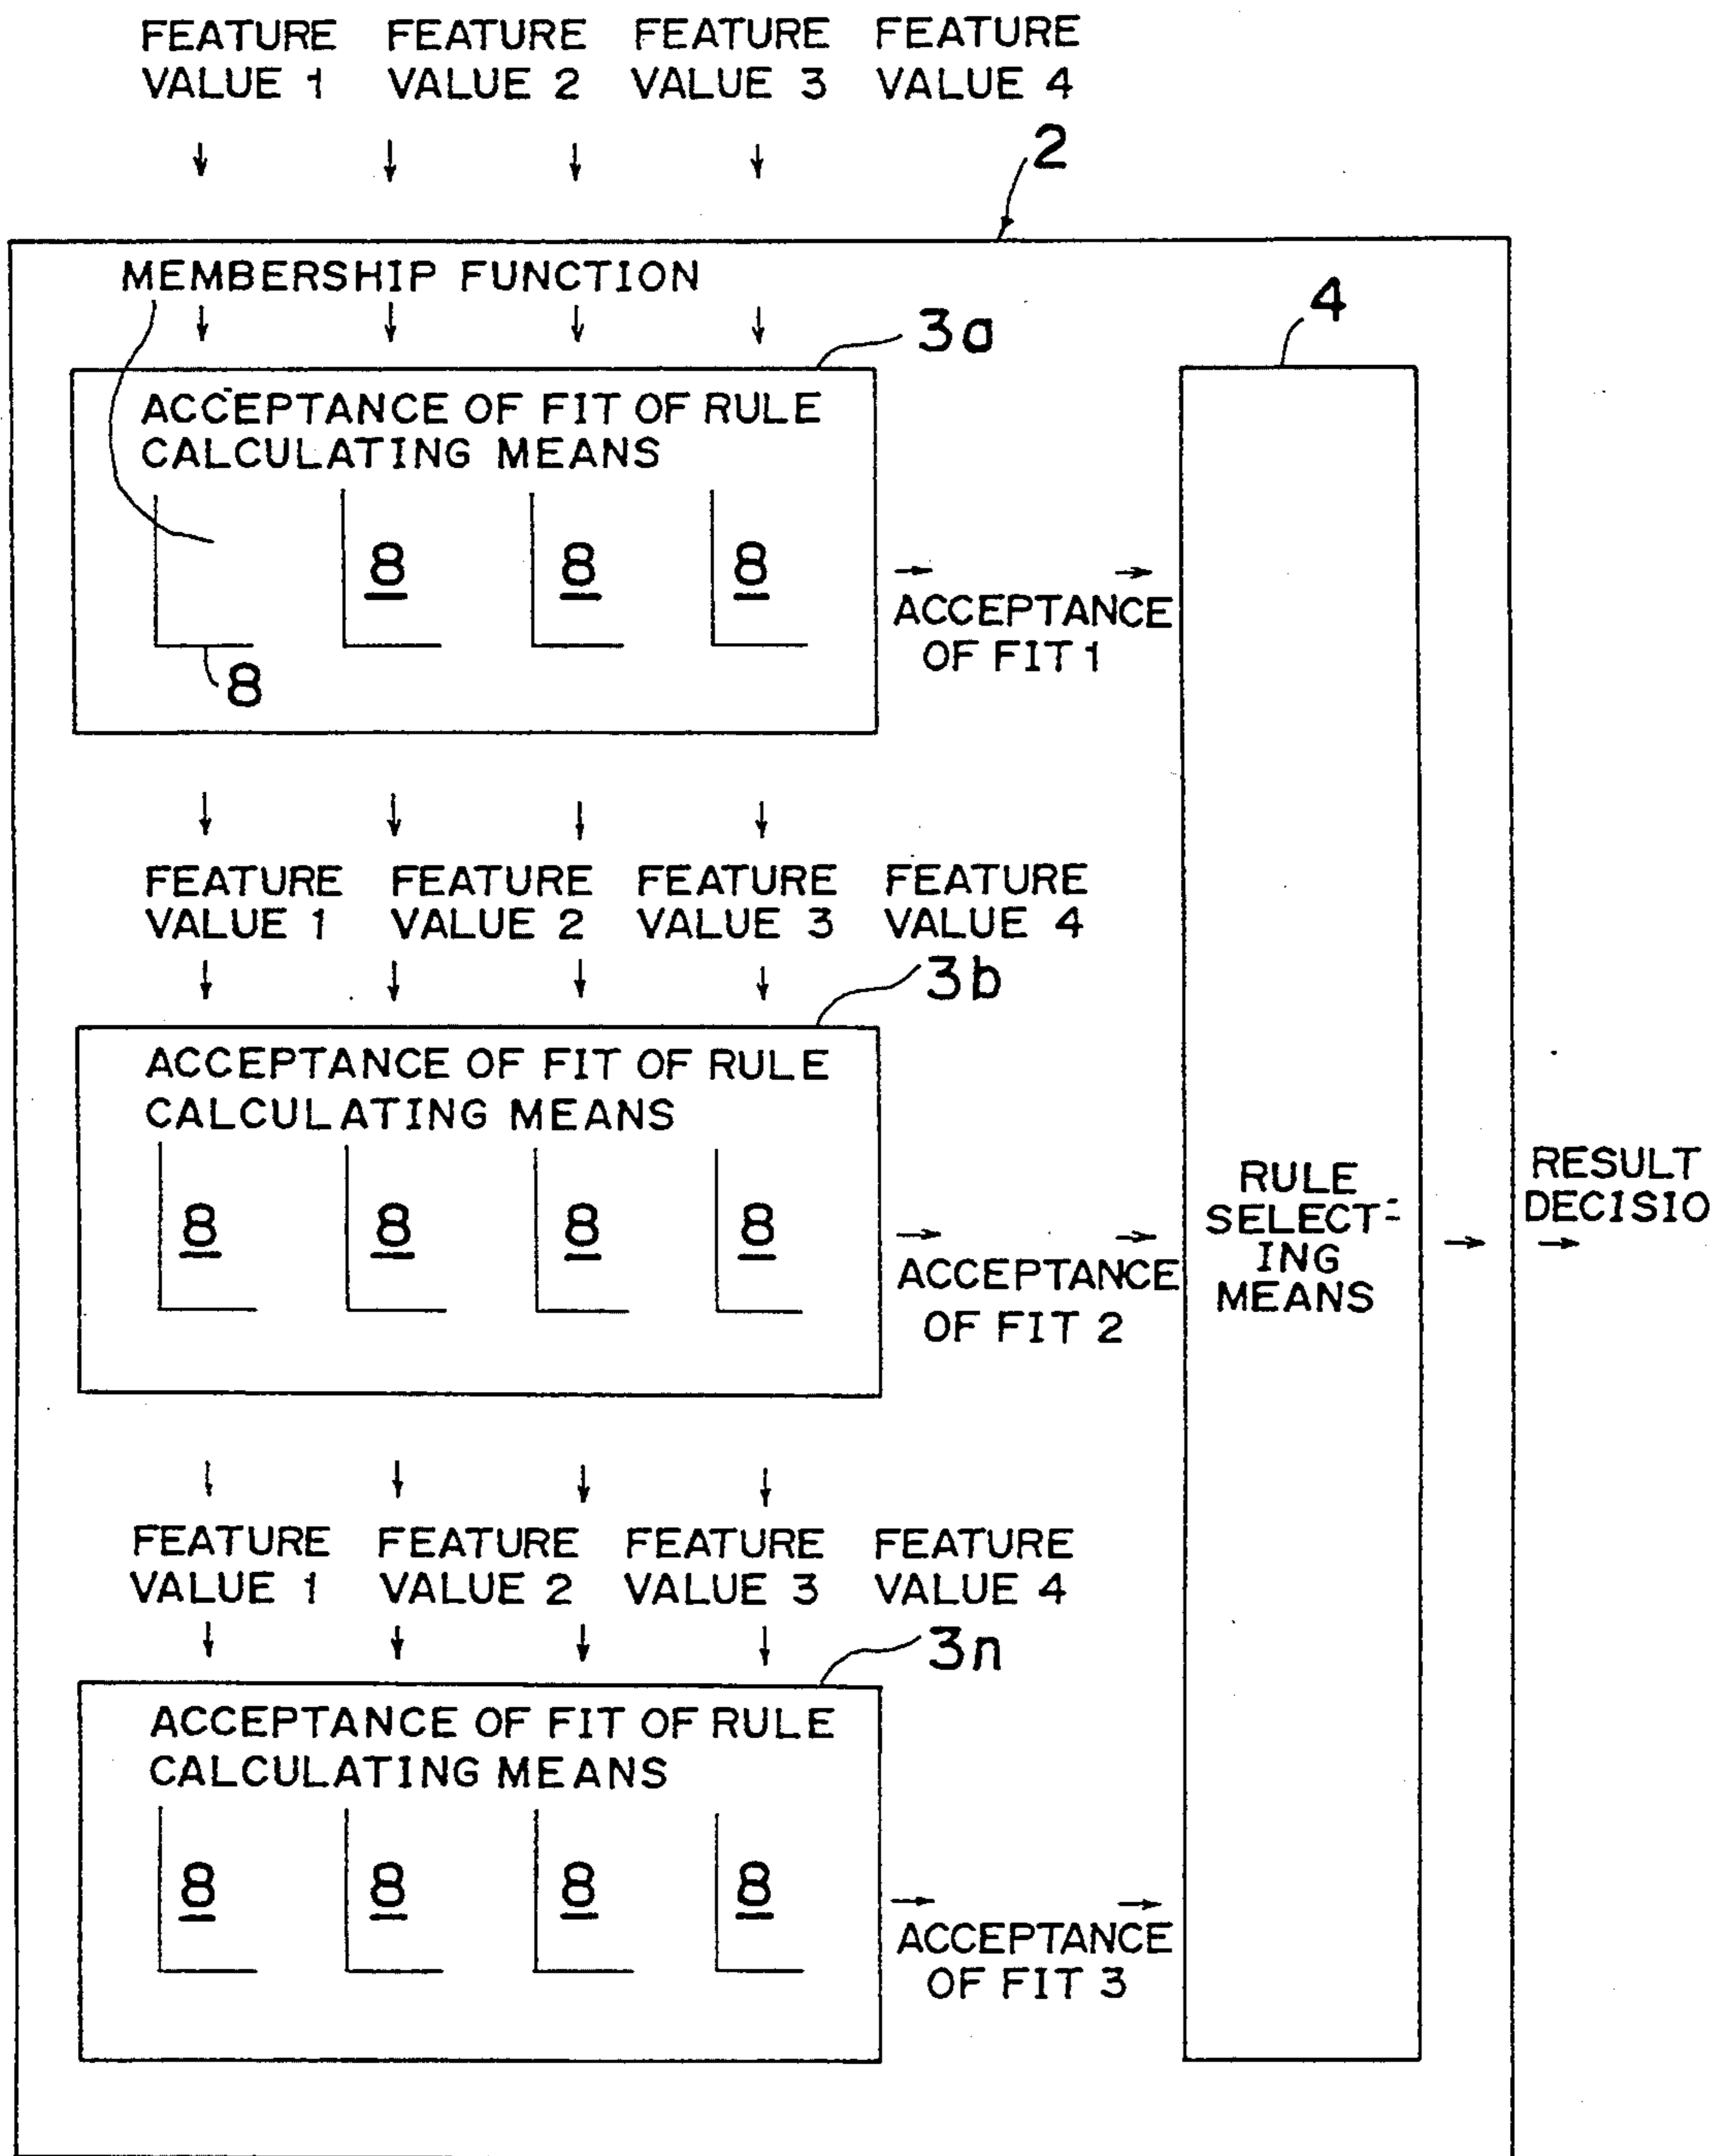 FEATURE FEATURE FEATURE FEATURE
VALUE 1 VALUE 2 VALUE 3 VALUE 4
2
MEMBERSHIP FUNCTION
3a
4
ACCEPTANCE OF FIT OF RULE
CALCULATING MEANS
8 8 8
8
ACCEPTANCE
OF FIT 1
FEATURE FEATURE FEATURE FEATURE
VALUE 1 VALUE 2 VALUE 3 VALUE 4
3b
ACCEPTANCE OF FIT OF RULE
CALCULATING MEANS
8 8 8 8
ACCEPTANCE
OF FIT 2
RULE
SELECT-
ING
MEANS
RESULT
DECISIO
FEATURE FEATURE FEATURE FEATURE
VALUE 1 VALUE 2 VALUE 3 VALUE 4
3n
ACCEPTANCE OF FIT OF RULE
CALCULATING MEANS
8 8 8 8
ACCEPTANCE
OF FIT 3